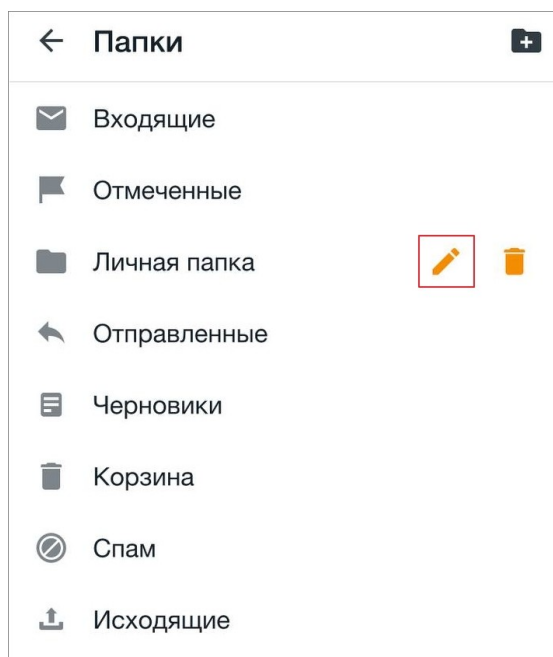 Папки
Входящие
Отмеченные
Личная папка
Отправленные
Черновики
Корзина
Спам
Исходящие